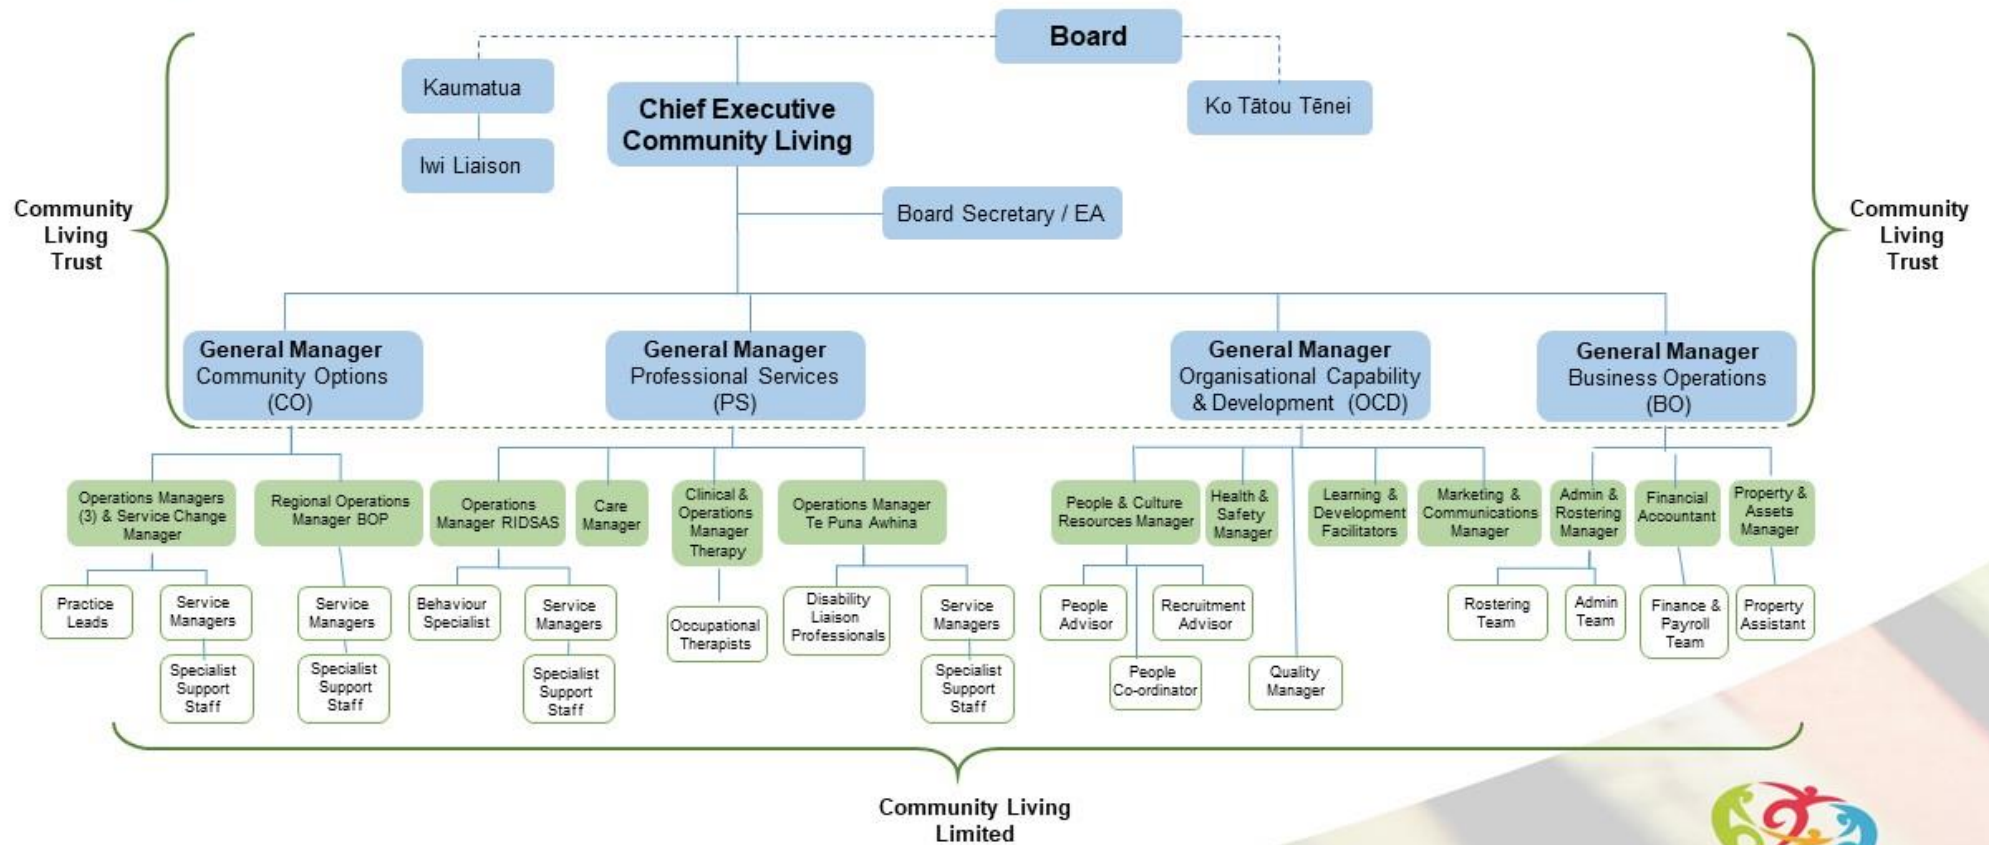 Board
Kaumatua
Chief Executive
Community Living
Ko Tātou Tēnei
Iwi Liaison
Board Secretary / EA
Community
Living
Trust
Community
Living
Trust
General Manager
Community Options
(CO)
General Manager
Professional Services
(PS)
General Manager
Organisational Capability
& Development (OCD)
General Manager
Business Operations
(BO)
Operations Managers
(3) & Service Change
Manager
Regional Operations
Manager BOP
Operations
Manager RIDSAS
Care
Manager
Clinical &
Operations
Manager
Therapy
Operations Manager
Te Puna Awhina
People & Culture
Resources Manager
Health &
Safety
Manager
Learning &
Development
Facilitators
Marketing &
Communications
Manager
Admin &
Rostering
Manager
Financial
Accountant
Property &
Assets
Manager
Practice
Leads
Service
Managers
Service
Managers
Behaviour
Specialist
Service
Managers
Occupational
Therapists
Disability
Liaison
Professionals
Service
Managers
People
Advisor
Recruitment
Advisor
Rostering
Team
Admin
Team
Finance &
Payroll
Team
Property
Assistant
Specialist
Support
Staff
Specialist
Support
Staff
Specialist
Support
Staff
Specialist
Support
Staff
People
Co-ordinator
Quality
Manager
Community Living
Limited